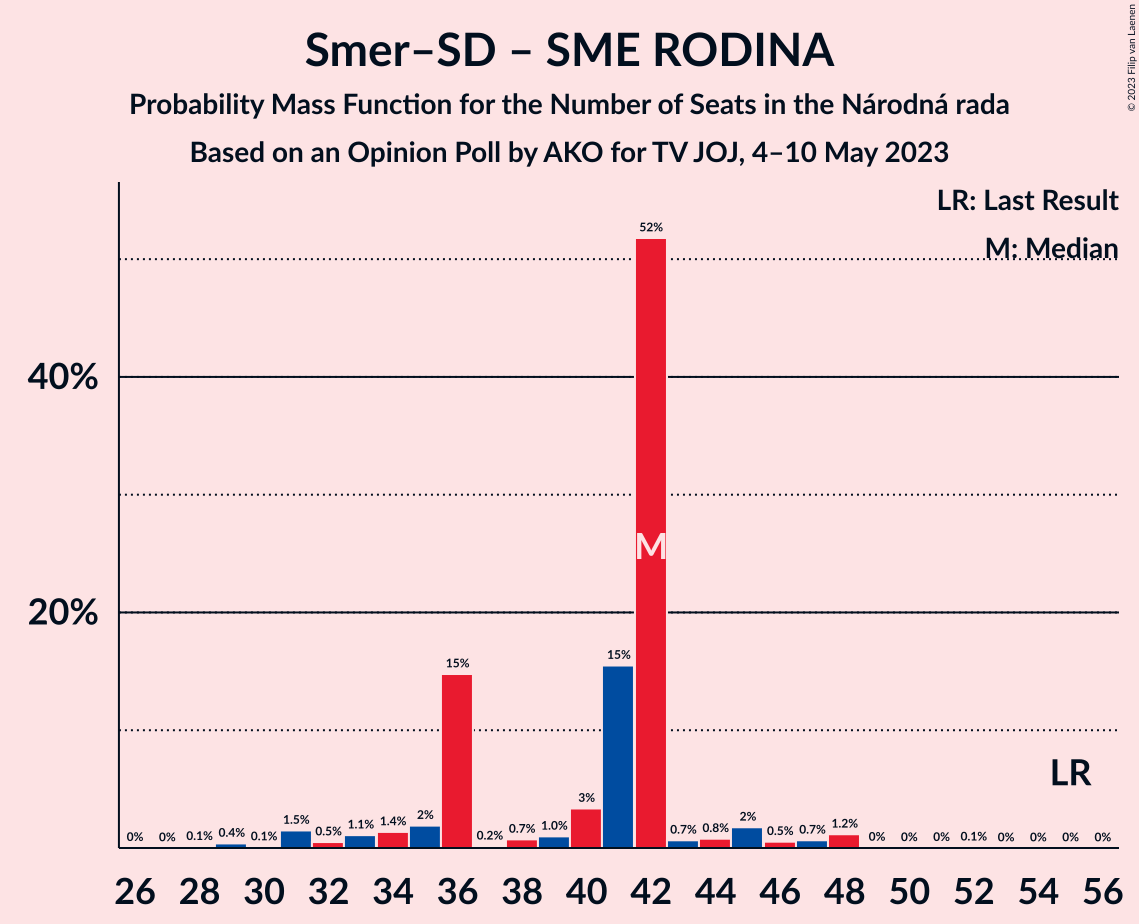 Smer–SD – SME RODINA
Probability Mass Function for the Number of Seats in the Národná rada
Based on an Opinion Poll by AKO for TV JOJ, 4–10 May 2023
© 2023 Filip van Laenen
LR: Last Result
M: Median
40%
20%
0% 0% 0.1% 0.4% 0.1% 1.5% 0.5% 1.1% 1.4% 2% 15% 0.2% 0.7% 1.0% 3% 15% 52% 0.7% 0.8% 2% 0.5% 0.7% 1.2% 0% 0% 0% 0.1% 0% 0% 0% 0%
M
LR
26 28 30 32 34 36 38 40 42 44 46 48 50 52 54 56